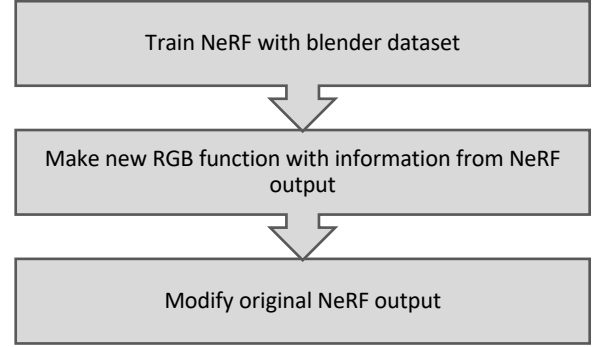 Train NeRF with blender dataset
Make new RGB function with information from NeRF
output
Modify original NeRF output